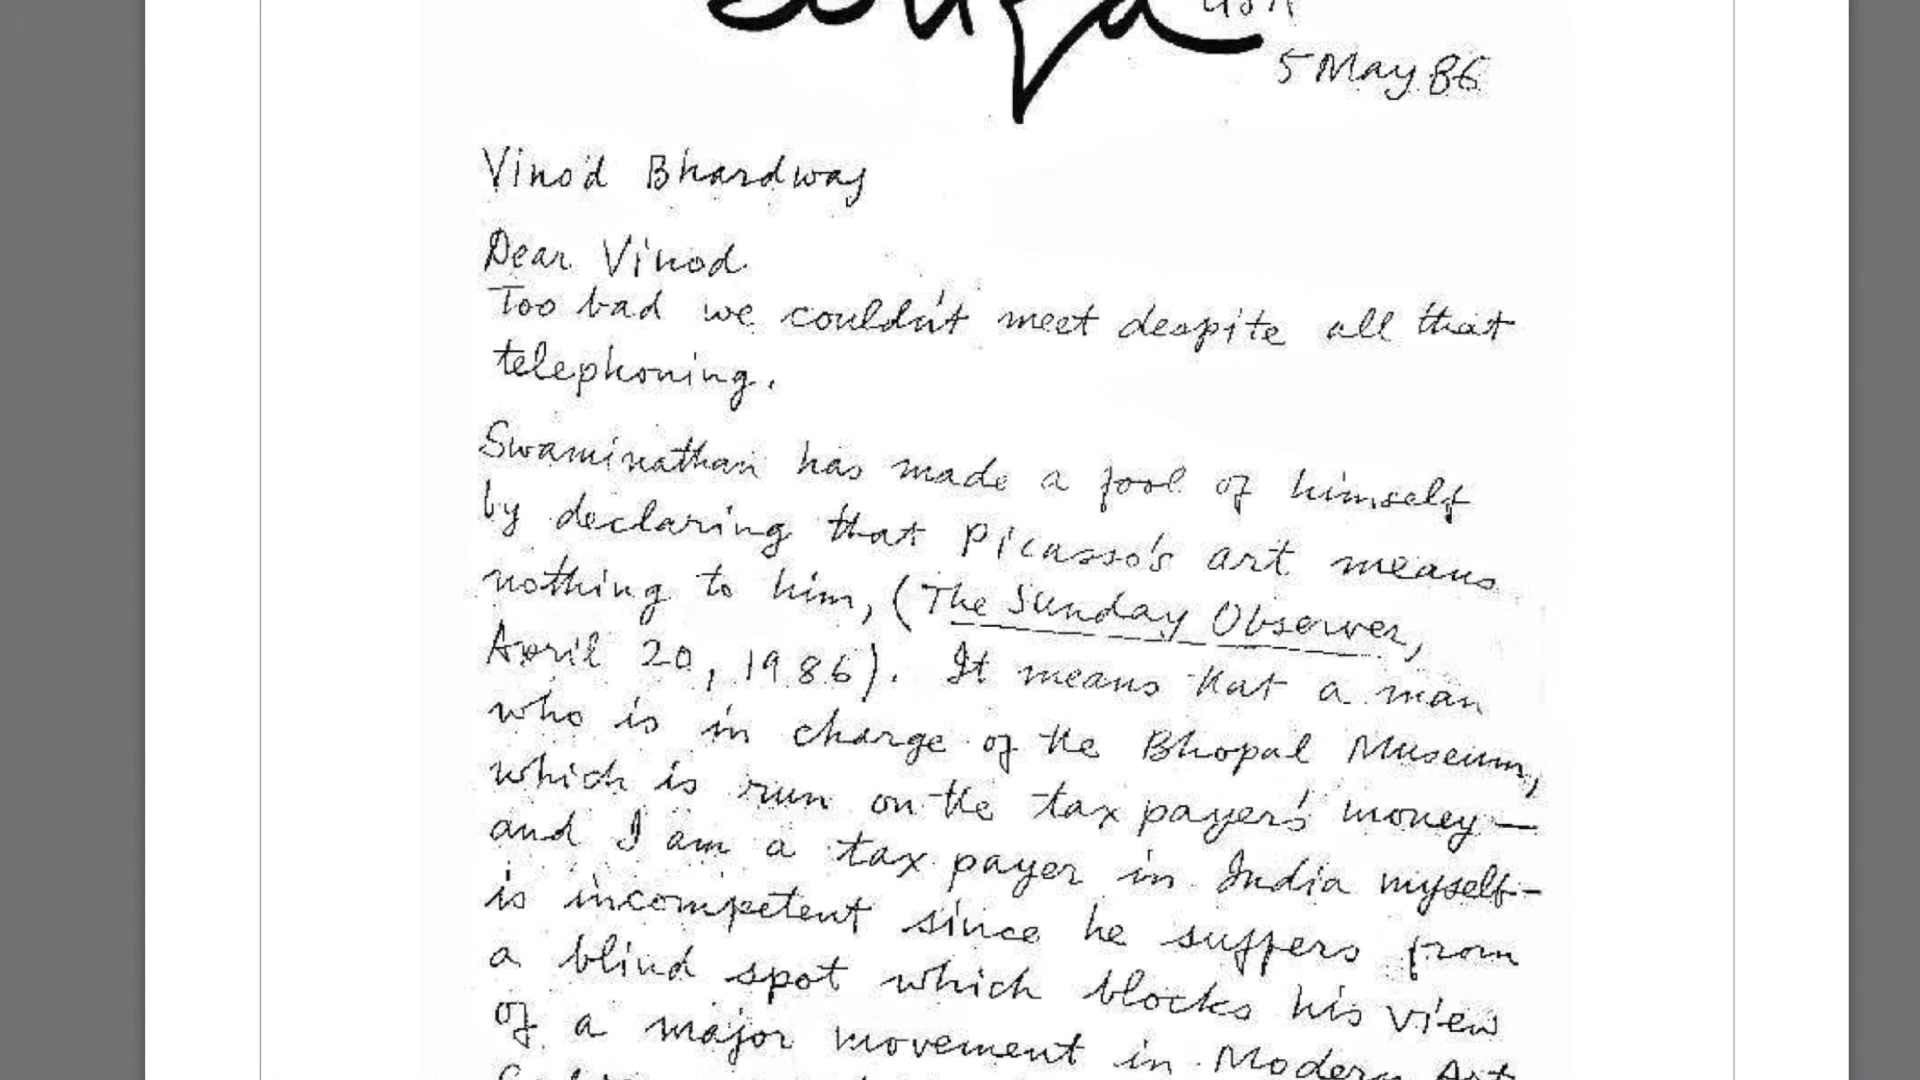 Souza
USA
5 May 86
Vinod Bhardwaj
Dear Vinod
Too bad we couldn't meet despite all that
telephoning.
Swaminathan has made a fool of himself
by declaring that Picasso's art means
nothing to him, (The Sunday Observer,
April 20, 1986). It means that a man
who is in charge of the Bhopal Museum,
which is run on the tax payer's money—
and I am a tax payer in India myself-
is incompetent since he suffers from
a blind spot which blocks his view
of a major movement in Modern Art